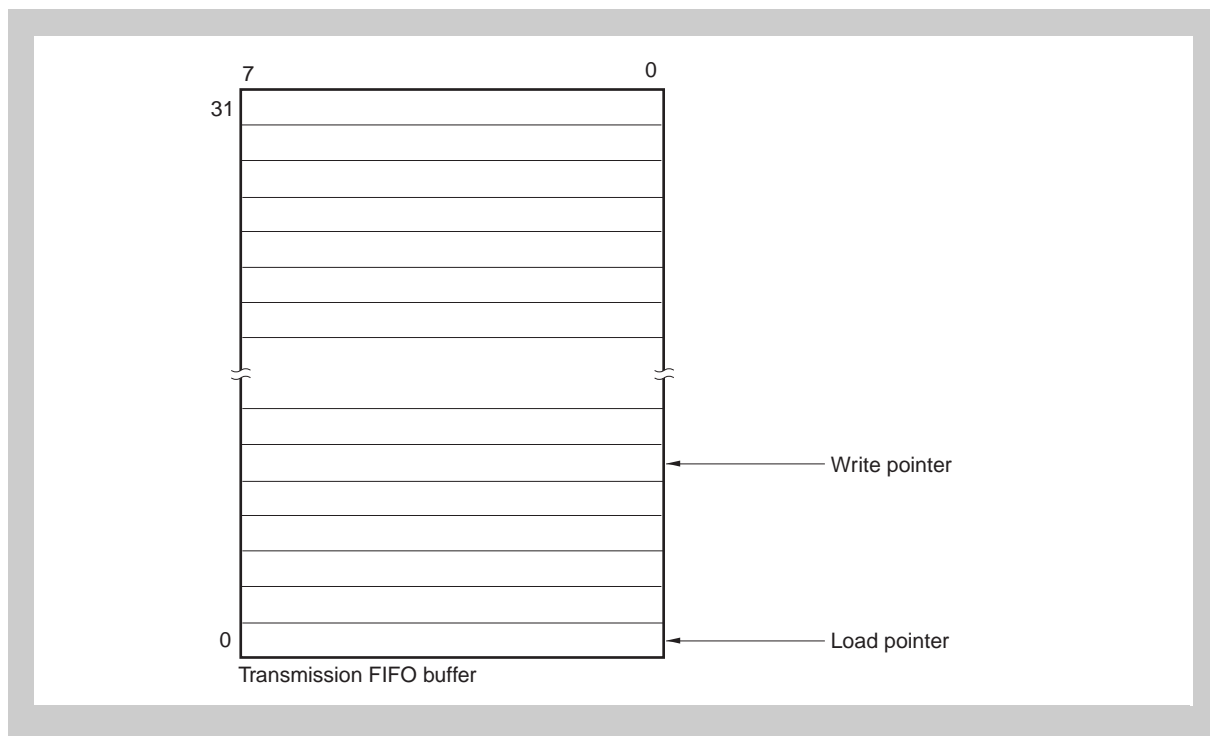 7 0
31
Write pointer
0
Load pointer
Transmission FIFO buffer